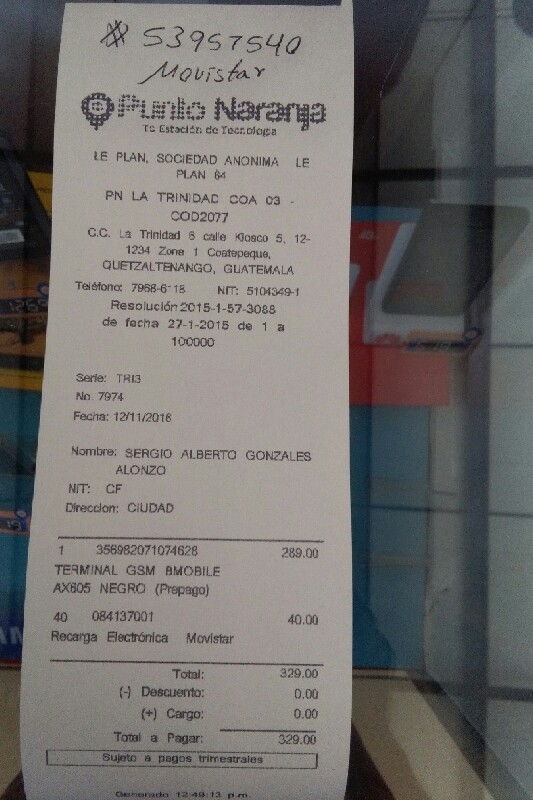 # 53957540
Movistar
Punto Naranja
Tu Estación de Tecnología
LE PLAN, SOCIEDAD ANONIMA LE
PLAN 64
PN LA TRINIDAD COA 03 -
COD2077
C.C. La Trinidad 6 calle Kiosco 5, 12-
1234 Zona 1 Coatepeque,
QUETZALTENANGO, GUATEMALA
Teléfono: 7968-6118 NIT: 5104349-1
Resolución 2015-1-57-3088
de fecha 27-1-2015 de 1 a
100000
Serie: TRI3
No. 7974
Fecha: 12/11/2016
Nombre: SERGIO ALBERTO GONZALES
ALONZO
NIT: CF
Direccion: CIUDAD
1 356982071074628 289.00
TERMINAL GSM BMOBILE
AX605 NEGRO (Prepago)
40 084137001 40.00
Recarga Electrónica Movistar
Total: 329.00
(-) Descuento: 0.00
(+) Cargo: 0.00
Total a Pagar: 329.00
Sujeto a pagos trimestrales
Generado: 12:49:13 p.m.